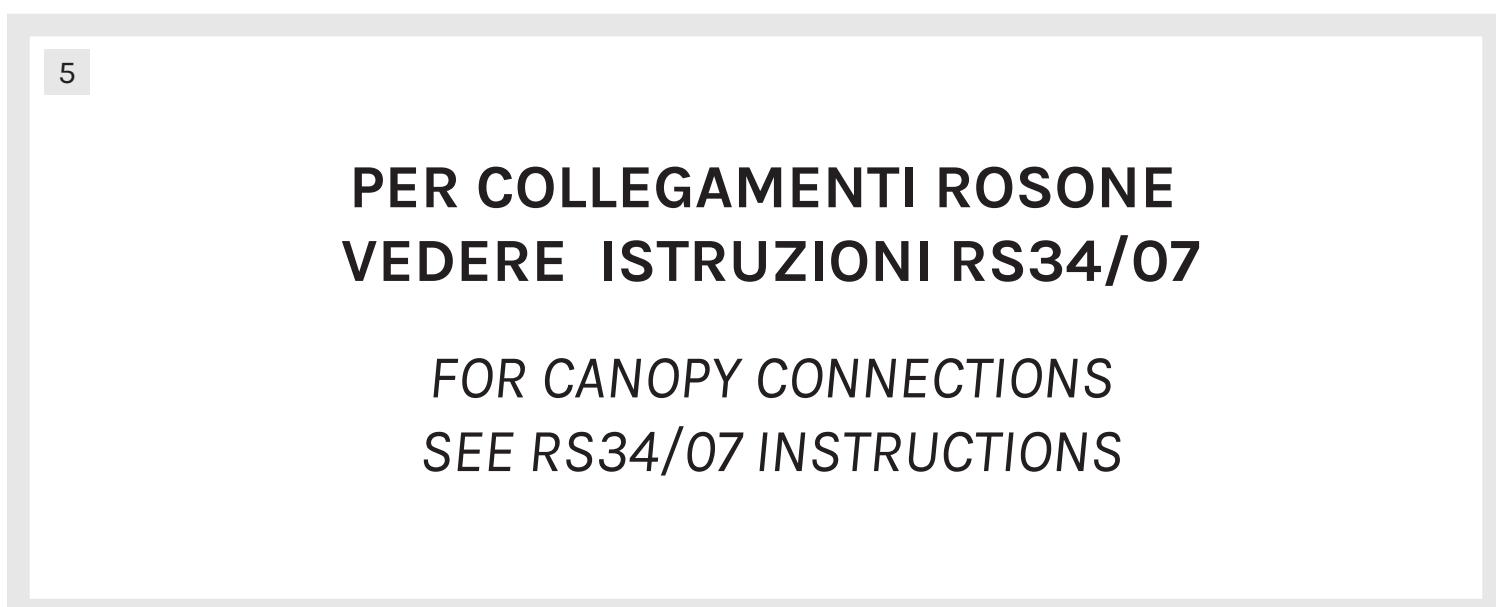 5
PER COLLEGAMENTI ROSONE
VEDERE  ISTRUZIONI RS34/07
FOR CANOPY CONNECTIONS
SEE RS34/07 INSTRUCTIONS